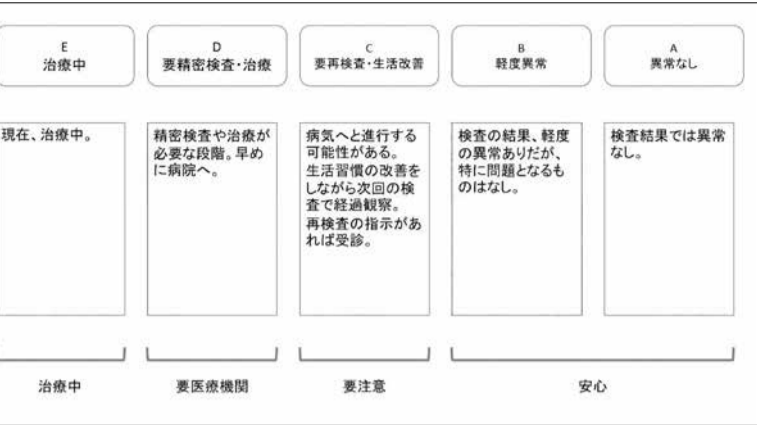 E
治療中
D
要精密検査・治療
C
要再検査・生活改善
B
軽度異常
A
異常なし
現在、治療中。
精密検査や治療が
必要な段階。早め
に病院へ。
病気へと進行する
可能性がある。
生活習慣の改善を
しながら次回の検
査で経過観察。
再検査の指示があ
れば受診。
検査の結果、軽度
の異常ありだが、
特に問題となるも
のはなし。
検査結果では異常
なし。
治療中
要医療機関
要注意
安心